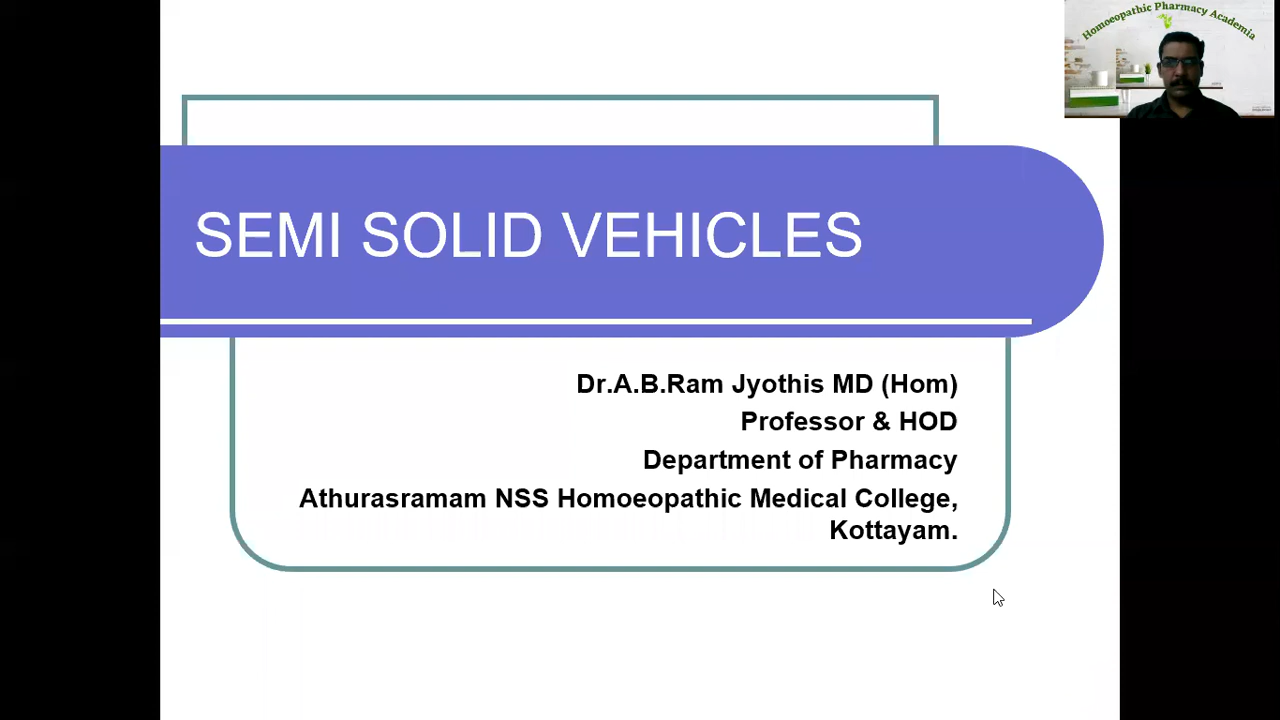 Homoeopathic Pharmacy Academia
SEMI SOLID VEHICLES
Dr.A.B.Ram Jyothis MD (Hom)
Professor & HOD
Department of Pharmacy
Athurasramam NSS Homoeopathic Medical College,
Kottayam.